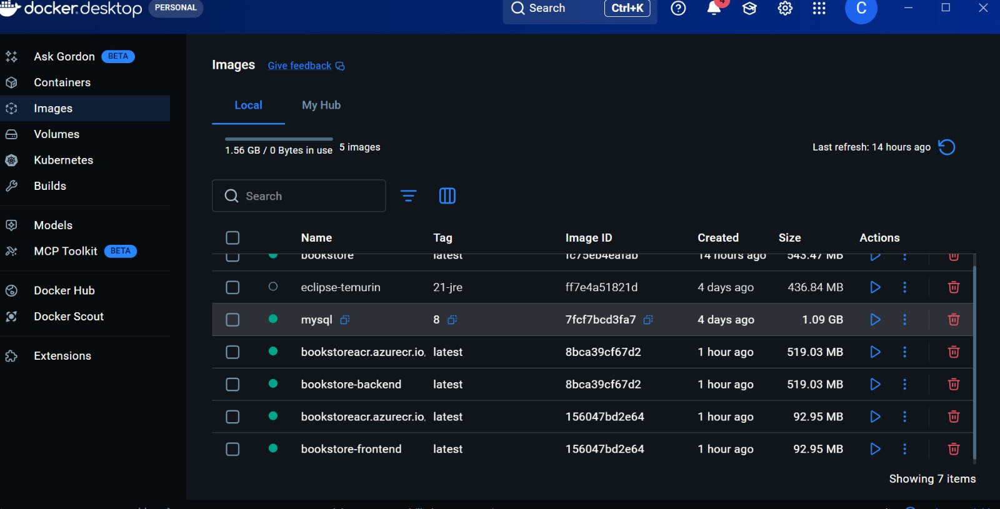 docker.desktop PERSONAL Search Ctrl+K 4 C
Ask Gordon BETA
Containers
Images
Volumes
Kubernetes
Builds
Models
MCP Toolkit BETA
Docker Hub
Docker Scout
Extensions
Images Give feedback
Local My Hub
1.56 GB / 0 Bytes in use 5 images Last refresh: 14 hours ago
Search
Name Tag Image ID Created Size Actions
bookstore latest fc75eb4eafab 14 hours ago 543.47 MB
eclipse-temurin 21-jre ff7e4a51821d 4 days ago 436.84 MB
mysql 8 7fcf7bcd3fa7 4 days ago 1.09 GB
bookstoreacr.azurecr.io, latest 8bca39cf67d2 1 hour ago 519.03 MB
bookstore-backend latest 8bca39cf67d2 1 hour ago 519.03 MB
bookstoreacr.azurecr.io, latest 156047bd2e64 1 hour ago 92.95 MB
bookstore-frontend latest 156047bd2e64 1 hour ago 92.95 MB
Showing 7 items